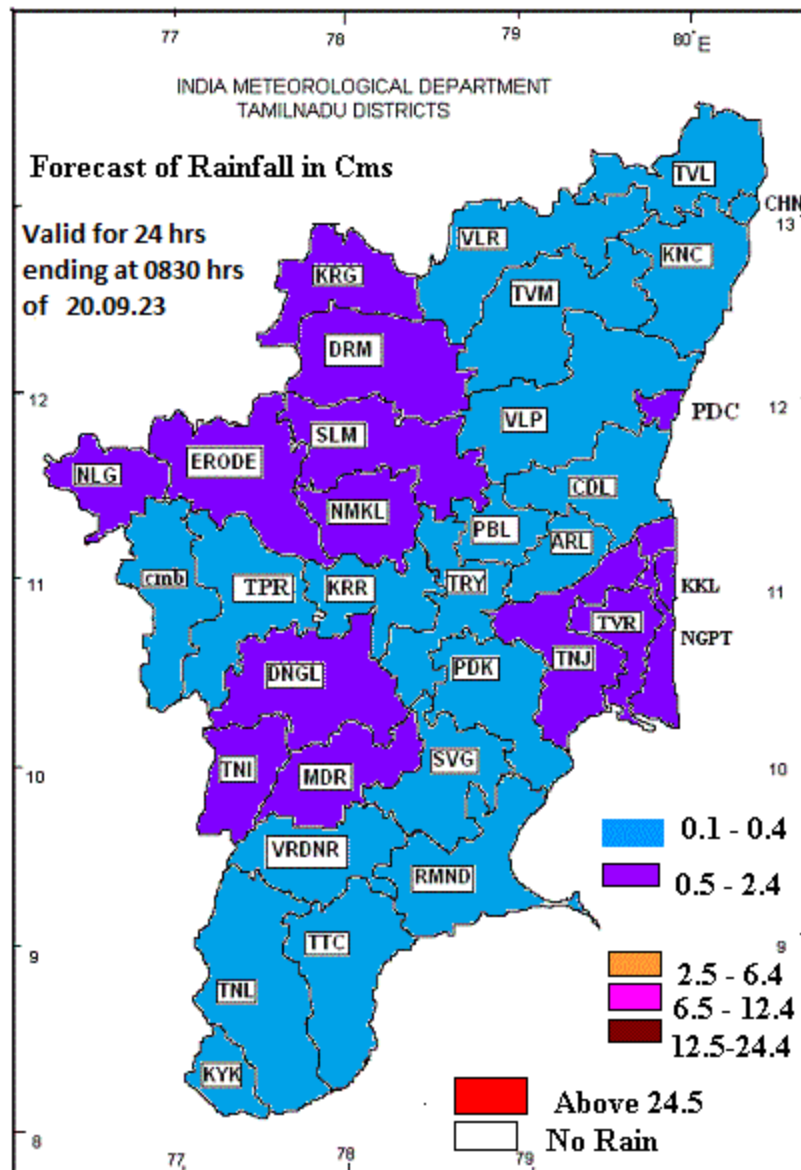 77 78 79 80°E
INDIA METEOROLOGICAL DEPARTMENT
TAMILNADU DISTRICTS
Forecast of Rainfall in Cms
Valid for 24 hrs
ending at 0830 hrs
of 20.09.23
TVL
CHN
13
VLR
KNC
KRG
TVM
DRM
12
12
PDC
VLP
SLM
ERODE
NLG
CDL
NMKL
PBL
ARL
11
cmb
TPR
KRR
TRY
KKL
11
TVR
NGPT
DNGL
PDK
TNJ
10
TNI
MDR
SVG
10
VRDNR
RMND
0.1 - 0.4
0.5 - 2.4
9
TTC
9
2.5 - 6.4
TNL
6.5 - 12.4
12.5-24.4
KYK
Above 24.5
No Rain
8
77 78 79